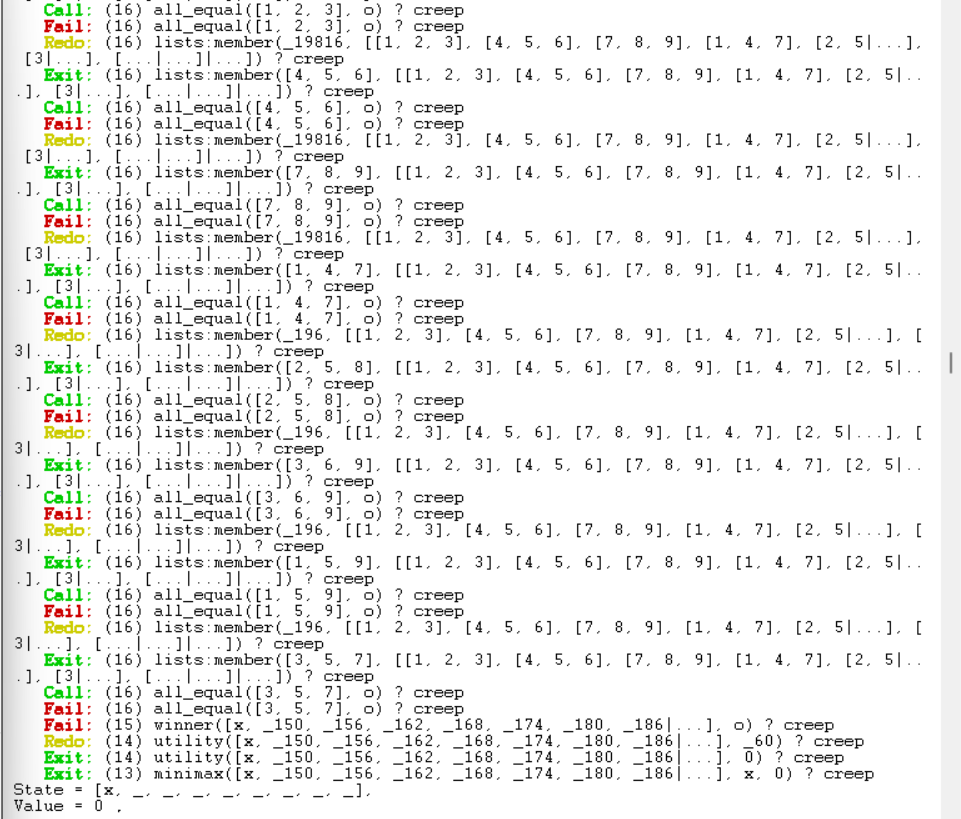 Call: (16) all_equal([1, 2, 3], o) ? creep
Fail: (16) all_equal([1, 2, 3], o) ? creep
Redo: (16) lists:member(_19816, [[1, 2, 3], [4, 5, 6], [7, 8, 9], [1, 4, 7], [2, 5|...],
[3|...], [...|...]|...]) ? creep
Exit: (16) lists:member([4, 5, 6], [[1, 2, 3], [4, 5, 6], [7, 8, 9], [1, 4, 7], [2, 5|..
.], [3|...], [...|...]|...]) ? creep
Call: (16) all_equal([4, 5, 6], o) ? creep
Fail: (16) all_equal([4, 5, 6], o) ? creep
Redo: (16) lists:member(_19816, [[1, 2, 3], [4, 5, 6], [7, 8, 9], [1, 4, 7], [2, 5|...],
[3|...], [...|...]|...]) ? creep
Exit: (16) lists:member([7, 8, 9], [[1, 2, 3], [4, 5, 6], [7, 8, 9], [1, 4, 7], [2, 5|..
.], [3|...], [...|...]|...]) ? creep
Call: (16) all_equal([7, 8, 9], o) ? creep
Fail: (16) all_equal([7, 8, 9], o) ? creep
Redo: (16) lists:member(_19816, [[1, 2, 3], [4, 5, 6], [7, 8, 9], [1, 4, 7], [2, 5|...],
[3|...], [...|...]|...]) ? creep
Exit: (16) lists:member([1, 4, 7], [[1, 2, 3], [4, 5, 6], [7, 8, 9], [1, 4, 7], [2, 5|..
.], [3|...], [...|...]|...]) ? creep
Call: (16) all_equal([1, 4, 7], o) ? creep
Fail: (16) all_equal([1, 4, 7], o) ? creep
Redo: (16) lists:member(_196, [[1, 2, 3], [4, 5, 6], [7, 8, 9], [1, 4, 7], [2, 5|...], [
3|...], [...|...]|...]) ? creep
Exit: (16) lists:member([2, 5, 8], [[1, 2, 3], [4, 5, 6], [7, 8, 9], [1, 4, 7], [2, 5|..
.], [3|...], [...|...]|...]) ? creep
Call: (16) all_equal([2, 5, 8], o) ? creep
Fail: (16) all_equal([2, 5, 8], o) ? creep
Redo: (16) lists:member(_196, [[1, 2, 3], [4, 5, 6], [7, 8, 9], [1, 4, 7], [2, 5|...], [
3|...], [...|...]|...]) ? creep
Exit: (16) lists:member([3, 6, 9], [[1, 2, 3], [4, 5, 6], [7, 8, 9], [1, 4, 7], [2, 5|..
.], [3|...], [...|...]|...]) ? creep
Call: (16) all_equal([3, 6, 9], o) ? creep
Fail: (16) all_equal([3, 6, 9], o) ? creep
Redo: (16) lists:member(_196, [[1, 2, 3], [4, 5, 6], [7, 8, 9], [1, 4, 7], [2, 5|...], [
3|...], [...|...]|...]) ? creep
Exit: (16) lists:member([1, 5, 9], [[1, 2, 3], [4, 5, 6], [7, 8, 9], [1, 4, 7], [2, 5|..
.], [3|...], [...|...]|...]) ? creep
Call: (16) all_equal([1, 5, 9], o) ? creep
Fail: (16) all_equal([1, 5, 9], o) ? creep
Redo: (16) lists:member(_196, [[1, 2, 3], [4, 5, 6], [7, 8, 9], [1, 4, 7], [2, 5|...], [
3|...], [...|...]|...]) ? creep
Exit: (16) lists:member([3, 5, 7], [[1, 2, 3], [4, 5, 6], [7, 8, 9], [1, 4, 7], [2, 5|..
.], [3|...], [...|...]|...]) ? creep
Call: (16) all_equal([3, 5, 7], o) ? creep
Fail: (16) all_equal([3, 5, 7], o) ? creep
Fail: (15) winner([x, _150, _156, _162, _168, _174, _180, _186|...], o) ? creep
Redo: (14) utility([x, _150, _156, _162, _168, _174, _180, _186|...], _60) ? creep
Exit: (14) utility([x, _150, _156, _162, _168, _174, _180, _186|...], 0) ? creep
Exit: (13) minimax([x, _150, _156, _162, _168, _174, _180, _186|...], x, 0) ? creep
State = [x, _, _, _, _, _, _, _, _],
Value = 0 .